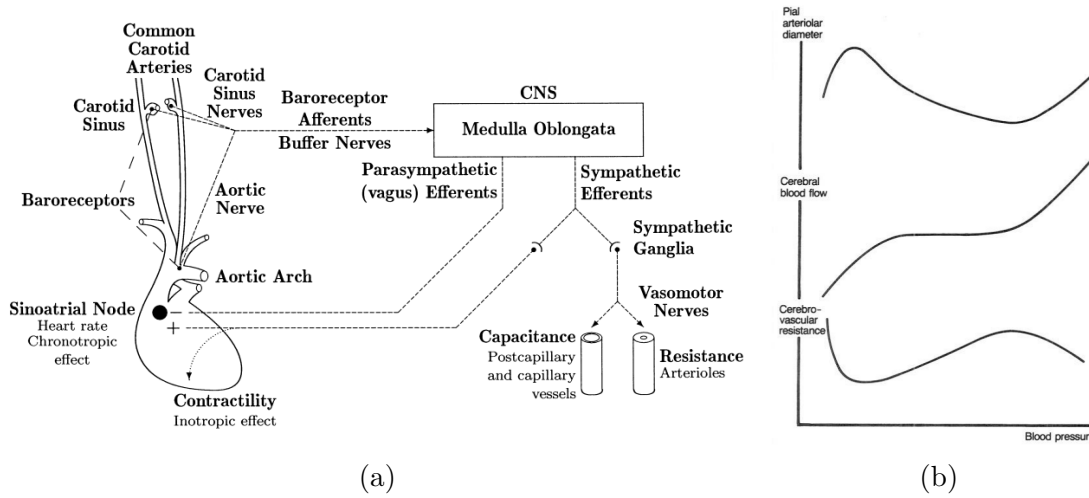 Common
Carotid
Arteries
Carotid
Sinus
Nerves
Carotid
Sinus
Baroreceptor
Afferents
Buffer Nerves
CNS
Medulla Oblongata
Parasympathetic
(vagus) Efferents
Sympathetic
Efferents
Baroreceptors
Aortic
Nerve
Sympathetic
Ganglia
Aortic Arch
Sinoatrial Node
Heart rate
Chronotropic
effect
−
+
Vasomotor
Nerves
Capacitance
Postcapillary
and capillary
vessels
Resistance
Arterioles
Contractility
Inotropic effect
(a)
Pial
arteriolar
diameter
Cerebral
blood flow
Cerebro-
vascular
resistance
Blood pressur
(b)